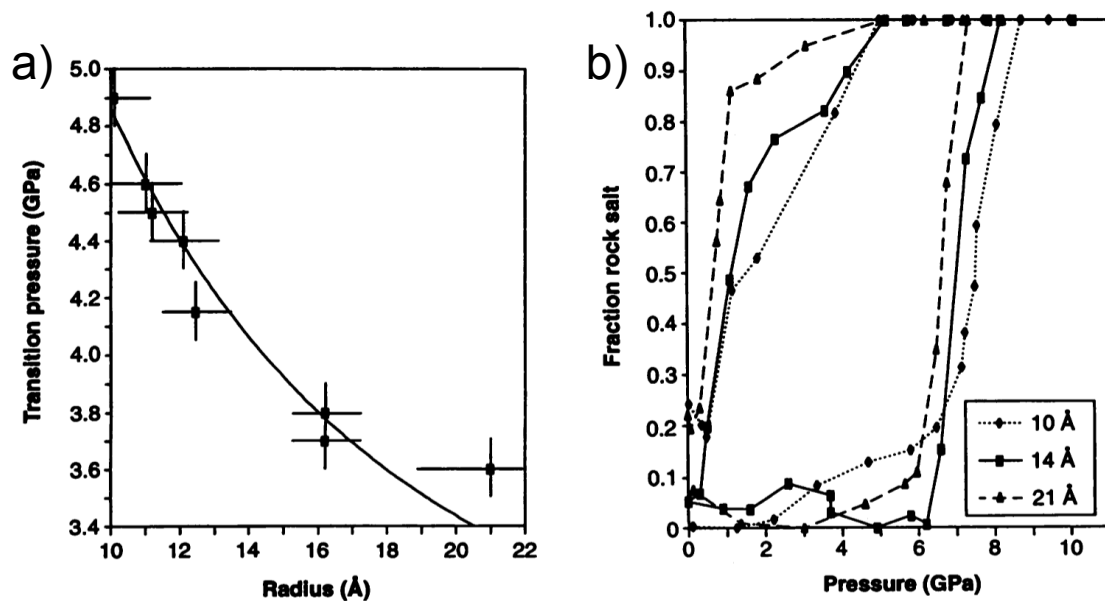 a)
5.0
4.8
4.6
4.4
4.2
4.0
3.8
3.6
3.4
Transition pressure (GPa)
10 12 14 16 18 20 22
Radius (Å)
b)
1.0
0.9
0.8
0.7
0.6
0.5
0.4
0.3
0.2
0.1
0
Fraction rock salt
10 Å
14 Å
21 Å
0 2 4 6 8 10
Pressure (GPa)